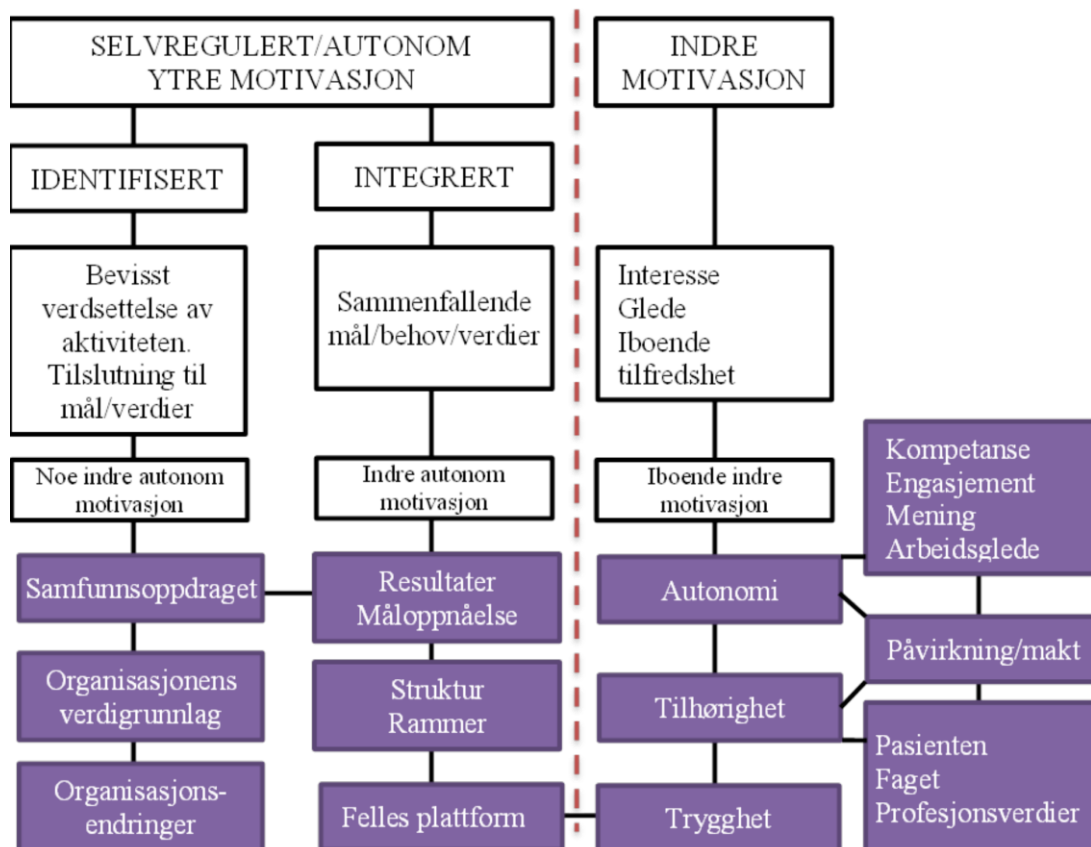 SELVREGULERT/AUTONOM
YTRE MOTIVASJON
INDRE
MOTIVASJON
IDENTIFISERT
INTEGRERT
Bevisst
verdsettelse av
aktiviteten.
Tilslutning til
mål/verdier
Sammenfallende
mål/behov/verdier
Interesse
Glede
Iboende
tilfredshet
Noe indre autonom
motivasjon
Indre autonom
motivasjon
Iboende indre
motivasjon
Kompetanse
Engasjement
Mening
Arbeidsglede
Samfunnsoppdraget
Resultater
Måloppnåelse
Autonomi
Påvirkning/makt
Organisasjonens
verdigrunnlag
Struktur
Rammer
Tilhørighet
Pasienten
Faget
Profesjonsverdier
Organisasjons-
endringer
Felles plattform
Trygghet